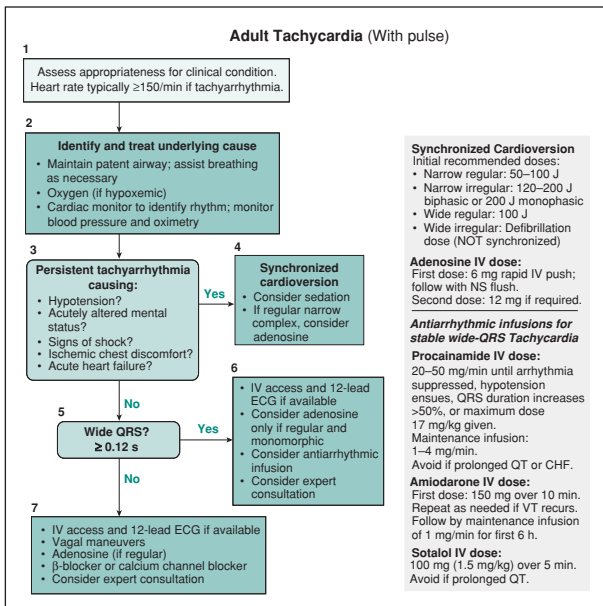 Adult Tachycardia (With pulse)
1
Assess appropriateness for clinical condition.
Heart rate typically ≥150/min if tachyarrhythmia.
2
Identify and treat underlying cause
• Maintain patent airway; assist breathing
as necessary
• Oxygen (if hypoxemic)
• Cardiac monitor to identify rhythm; monitor
blood pressure and oximetry
3
Persistent tachyarrhythmia
causing:
• Hypotension?
• Acutely altered mental
status?
• Signs of shock?
• Ischemic chest discomfort?
• Acute heart failure?
Yes
4
Synchronized
cardioversion
• Consider sedation
• If regular narrow
complex, consider
adenosine
No
5
Wide QRS?
≥ 0.12 s
Yes
6
• IV access and 12-lead
ECG if available
• Consider adenosine
only if regular and
monomorphic
• Consider antiarrhythmic
infusion
• Consider expert
consultation
No
7
• IV access and 12-lead ECG if available
• Vagal maneuvers
• Adenosine (if regular)
• β-blocker or calcium channel blocker
• Consider expert consultation
Synchronized Cardioversion
Initial recommended doses:
• Narrow regular: 50–100 J
• Narrow irregular: 120–200 J
biphasic or 200 J monophasic
• Wide regular: 100 J
• Wide irregular: Defibrillation
dose (NOT synchronized)
Adenosine IV dose:
First dose: 6 mg rapid IV push;
follow with NS flush.
Second dose: 12 mg if required.
Antiarrhythmic infusions for
stable wide-QRS Tachycardia
Procainamide IV dose:
20–50 mg/min until arrhythmia
suppressed, hypotension
ensues, QRS duration increases
>50%, or maximum dose
17 mg/kg given.
Maintenance infusion:
1–4 mg/min.
Avoid if prolonged QT or CHF.
Amiodarone IV dose:
First dose: 150 mg over 10 min.
Repeat as needed if VT recurs.
Follow by maintenance infusion
of 1 mg/min for first 6 h.
Sotalol IV dose:
100 mg (1.5 mg/kg) over 5 min.
Avoid if prolonged QT.